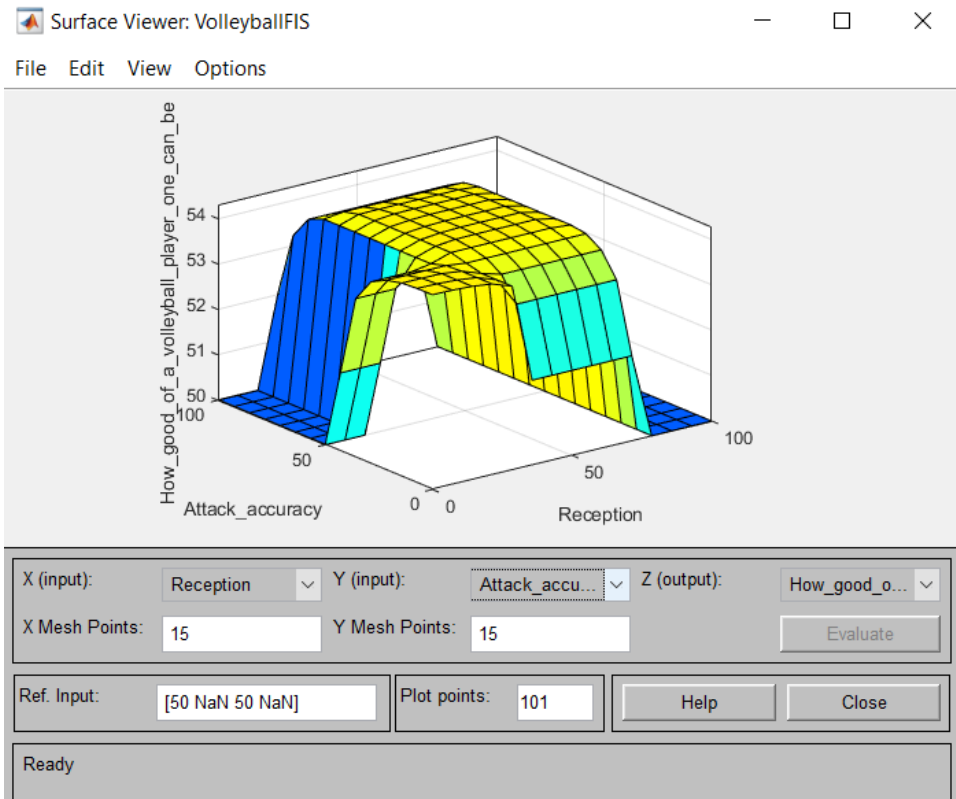 Surface Viewer: VolleyballFIS
File Edit View Options
How_good_of_a_volleyball_player_one_can_be
54
53
52
51
50
100
50
0
Attack_accuracy
0
50
100
Reception
X (input): Reception Y (input): Attack_accu... Z (output): How_good_o...
X Mesh Points: 15 Y Mesh Points: 15 Evaluate
Ref. Input: [50 NaN 50 NaN] Plot points: 101 Help Close
Ready